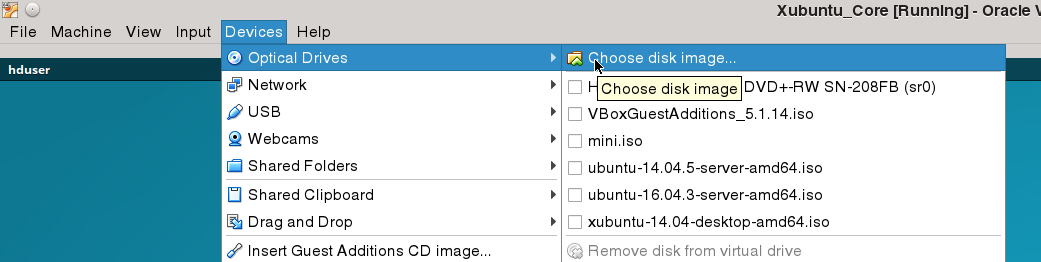 Xubuntu_Core [Running] - Oracle
File Machine View Input Devices Help
hduser
Optical Drives
Network
USB
Webcams
Shared Folders
Shared Clipboard
Drag and Drop
Insert Guest Additions CD image...
Choose disk image...
Choose disk image
DVD+-RW SN-208FB (sr0)
VBoxGuestAdditions_5.1.14.iso
mini.iso
ubuntu-14.04.5-server-amd64.iso
ubuntu-16.04.3-server-amd64.iso
xubuntu-14.04-desktop-amd64.iso
Remove disk from virtual drive